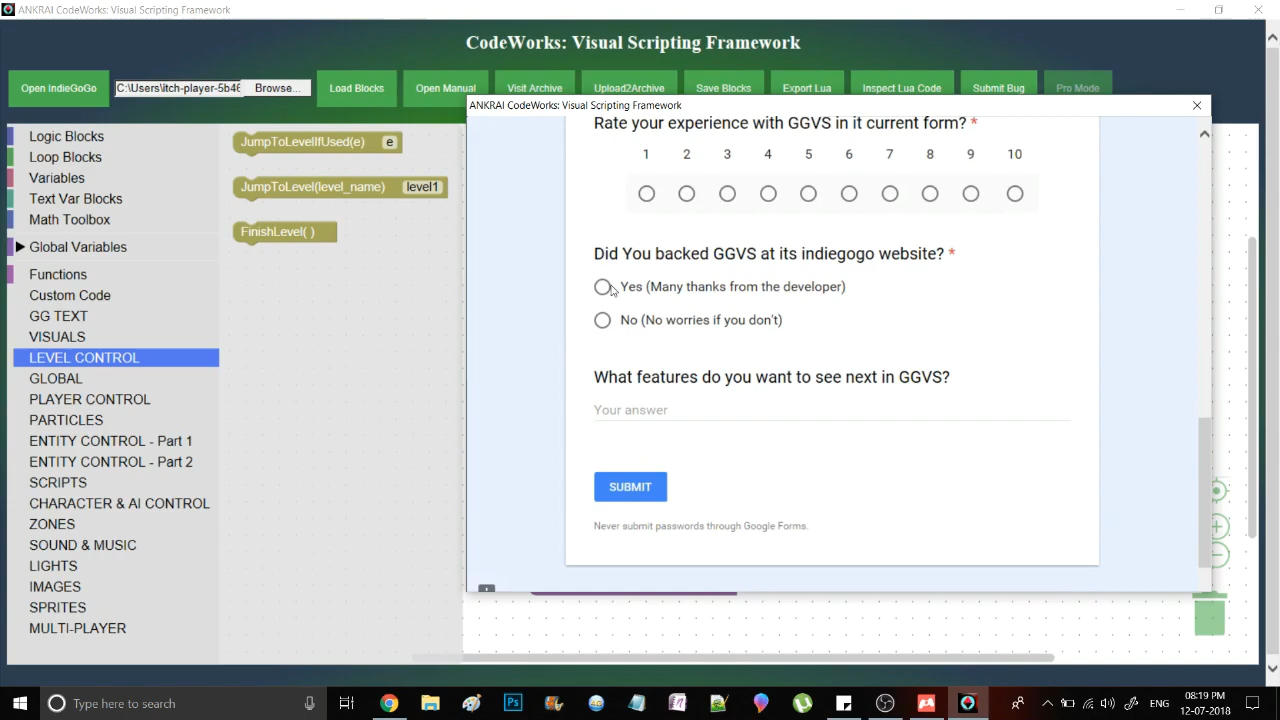 ANKRAI CodeWorks: Visual Scripting Framework
CodeWorks: Visual Scripting Framework
Open IndieGoGo
C:\Users\itch-player-5b46
Browse...
Load Blocks
Open Manual
Visit Archive
Upload2Archive
Save Blocks
Export Lua
Inspect Lua Code
Submit Bug
Pro Mode
Logic Blocks
Loop Blocks
Variables
Text Var Blocks
Math Toolbox
Global Variables
Functions
Custom Code
GG TEXT
VISUALS
LEVEL CONTROL
GLOBAL
PLAYER CONTROL
PARTICLES
ENTITY CONTROL - Part 1
ENTITY CONTROL - Part 2
SCRIPTS
CHARACTER & AI CONTROL
ZONES
SOUND & MUSIC
LIGHTS
IMAGES
SPRITES
MULTI-PLAYER
JumpToLevelIfUsed(e) e
JumpToLevel(level_name) level1
FinishLevel( )
ANKRAI CodeWorks: Visual Scripting Framework
Rate your experience with GGVS in it current form? *
1 2 3 4 5 6 7 8 9 10
Did You backed GGVS at its indiegogo website? *
Yes (Many thanks from the developer)
No (No worries if you don't)
What features do you want to see next in GGVS?
Your answer
SUBMIT
Never submit passwords through Google Forms.
Type here to search
Ps
ENG
08:19 PM
12-07-2018